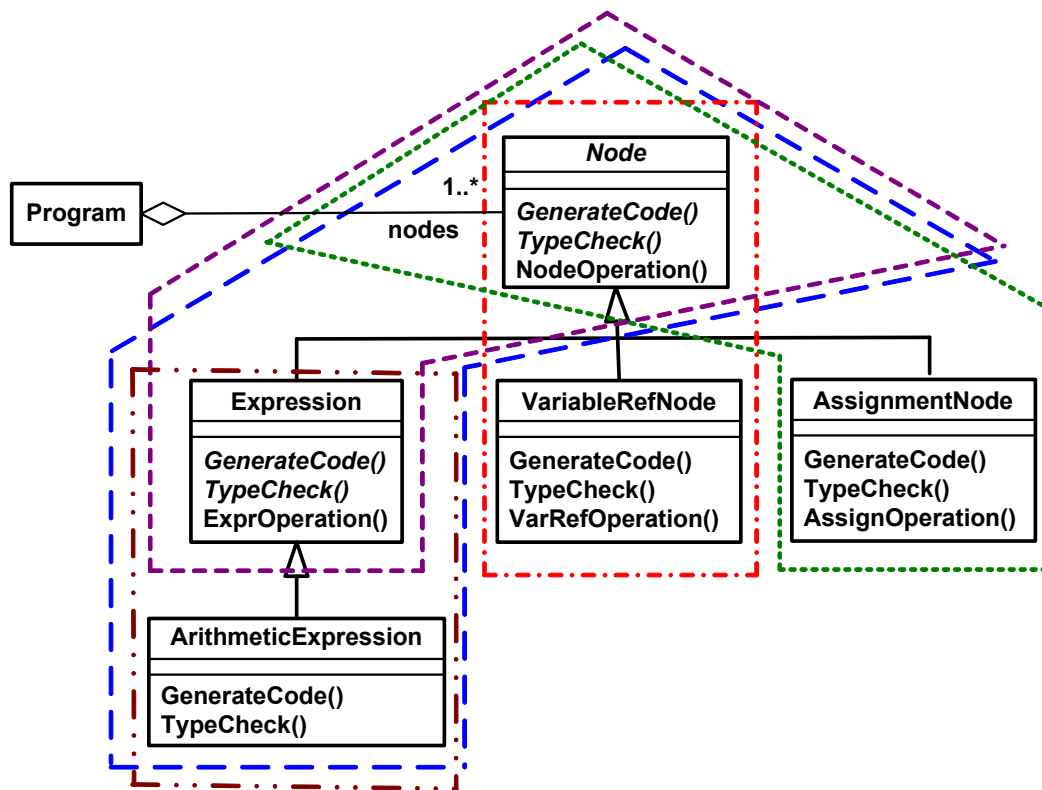 Node
GenerateCode()
TypeCheck()
NodeOperation()
Program
1..*
nodes
Expression
GenerateCode()
TypeCheck()
ExprOperation()
VariableRefNode
GenerateCode()
TypeCheck()
VarRefOperation()
AssignmentNode
GenerateCode()
TypeCheck()
AssignOperation()
ArithmeticExpression
GenerateCode()
TypeCheck()